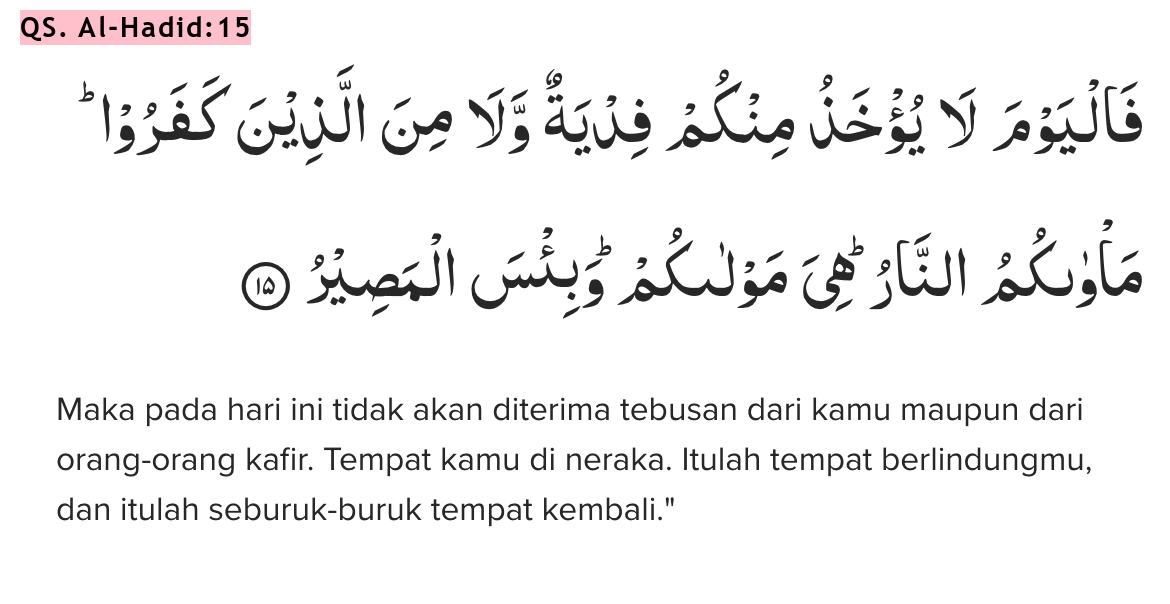 QS. Al-Hadid:15
فَالْيَوْمَ لَا يُؤْخَذُ مِنْكُمْ فِدْيَةٌ وَّلَا مِنَ الَّذِيْنَ كَفَرُوْاۗ
مَأْوٰىكُمُ النَّارُۗ هِيَ مَوْلٰىكُمْۗ وَبِئْسَ الْمَصِيْرُ ۝١٥
Maka pada hari ini tidak akan diterima tebusan dari kamu maupun dari
orang-orang kafir. Tempat kamu di neraka. Itulah tempat berlindungmu,
dan itulah seburuk-buruk tempat kembali."